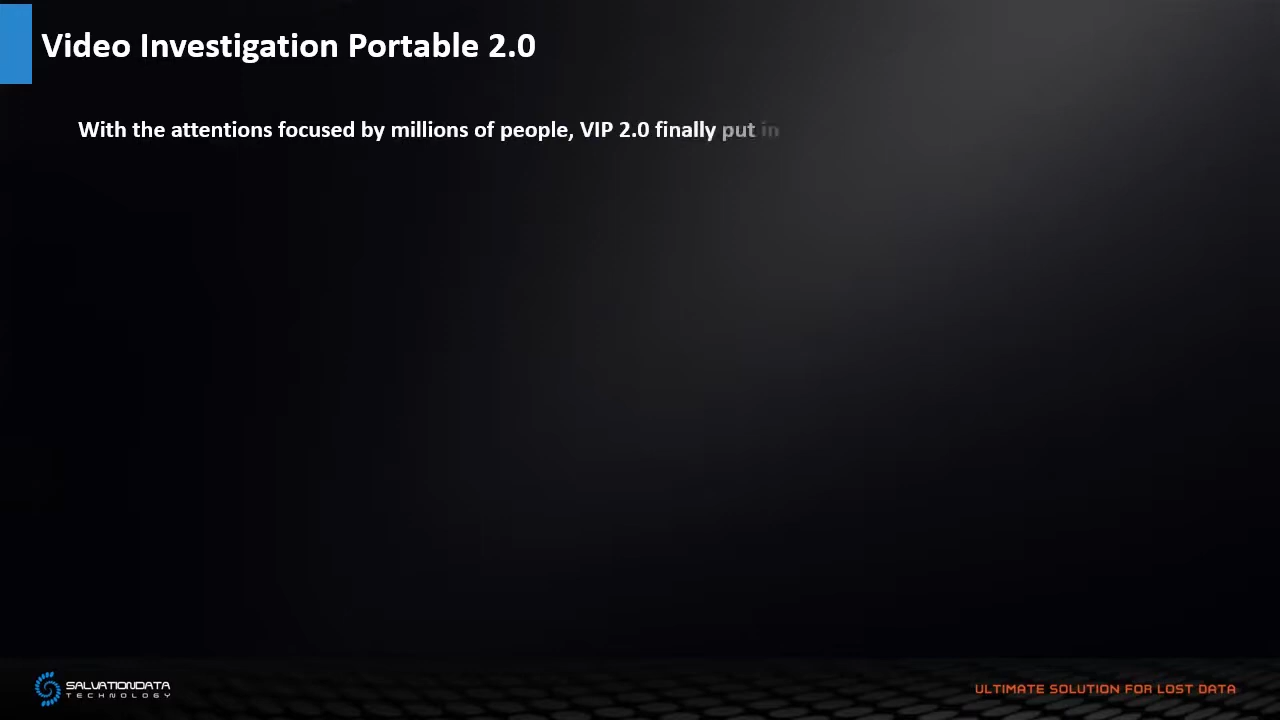 Video Investigation Portable 2.0
With the attentions focused by millions of people, VIP 2.0 finally put in
SALVATIONDATA
TECHNOLOGY
ULTIMATE SOLUTION FOR LOST DATA